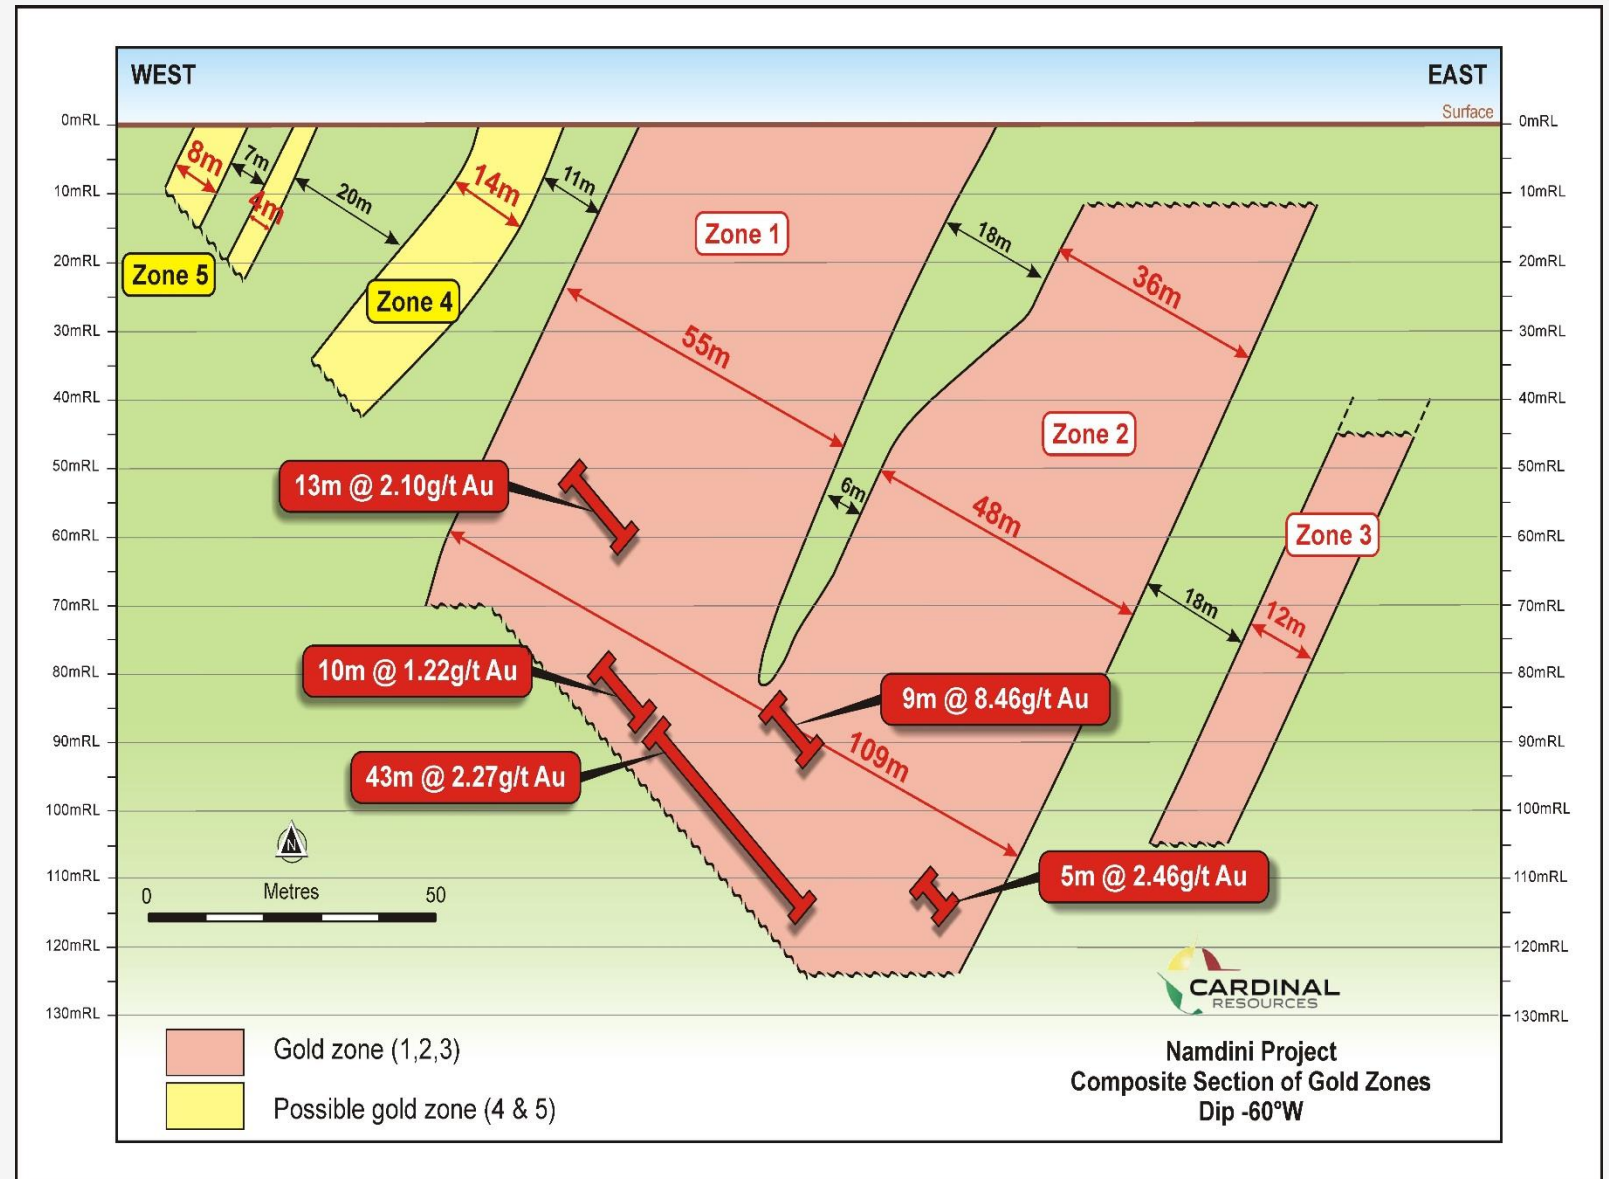 WEST
EAST
Surface
0mRL
0mRL
8m
7m
4m
20m
14m
11m
10mRL
10mRL
Zone 1
18m
20mRL
20mRL
Zone 5
Zone 4
36m
30mRL
30mRL
55m
40mRL
40mRL
Zone 2
50mRL
50mRL
13m @ 2.10g/t Au
6m
48m
Zone 3
60mRL
60mRL
70mRL
70mRL
18m
12m
10m @ 1.22g/t Au
80mRL
80mRL
9m @ 8.46g/t Au
90mRL
90mRL
109m
43m @ 2.27g/t Au
100mRL
100mRL
N
110mRL
110mRL
5m @ 2.46g/t Au
0
Metres
50
120mRL
120mRL
CARDINAL
RESOURCES
130mRL
130mRL
Gold zone (1,2,3)
Possible gold zone (4 & 5)
Namdini Project
Composite Section of Gold Zones
Dip -60°W